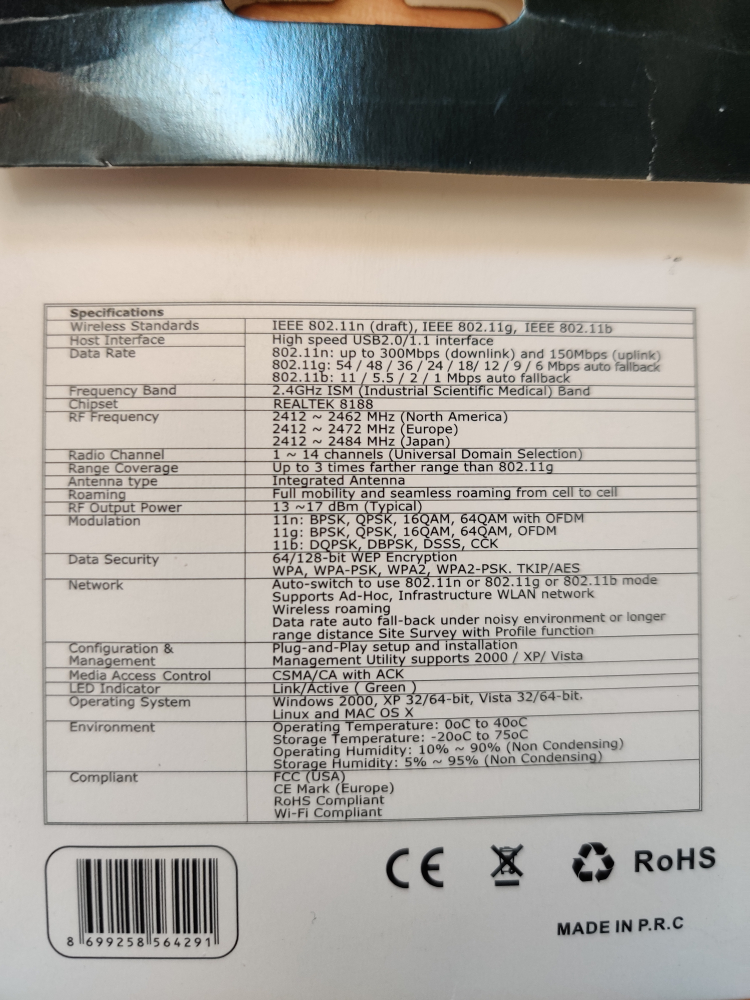 Specifications
Wireless Standards IEEE 802.11n (draft), IEEE 802.11g, IEEE 802.11b
Host Interface High speed USB2.0/1.1 interface
Data Rate 802.11n: up to 300Mbps (downlink) and 150Mbps (uplink)
802.11g: 54 / 48 / 36 / 24 / 18/ 12 / 9 / 6 Mbps auto fallback
802.11b: 11 / 5.5 / 2 / 1 Mbps auto fallback
Frequency Band 2.4GHz ISM (Industrial Scientific Medical) Band
Chipset REALTEK 8188
RF Frequency 2412 ~ 2462 MHz (North America)
2412 ~ 2472 MHz (Europe)
2412 ~ 2484 MHz (Japan)
Radio Channel 1 ~ 14 channels (Universal Domain Selection)
Range Coverage Up to 3 times farther range than 802.11g
Antenna type Integrated Antenna
Roaming Full mobility and seamless roaming from cell to cell
RF Output Power 13 ~17 dBm (Typical)
Modulation 11n: BPSK, QPSK, 16QAM, 64QAM with OFDM
11g: BPSK, QPSK, 16QAM, 64QAM, OFDM
11b: DQPSK, DBPSK, DSSS, CCK
Data Security 64/128-bit WEP Encryption
WPA, WPA-PSK, WPA2, WPA2-PSK. TKIP/AES
Network Auto-switch to use 802.11n or 802.11g or 802.11b mode
Supports Ad-Hoc, Infrastructure WLAN network
Wireless roaming
Data rate auto fall-back under noisy environment or longer
range distance Site Survey with Profile function
Configuration & Plug-and-Play setup and installation
Management Management Utility supports 2000 / XP/ Vista
Media Access Control CSMA/CA with ACK
LED Indicator Link/Active ( Green )
Operating System Windows 2000, XP 32/64-bit, Vista 32/64-bit.
Linux and MAC OS X
Environment Operating Temperature: 0oC to 40oC
Storage Temperature: -20oC to 75oC
Operating Humidity: 10% ~ 90% (Non Condensing)
Storage Humidity: 5% ~ 95% (Non Condensing)
Compliant FCC (USA)
CE Mark (Europe)
RoHS Compliant
Wi-Fi Compliant
CE RoHS
8 699258 564291
MADE IN P.R.C